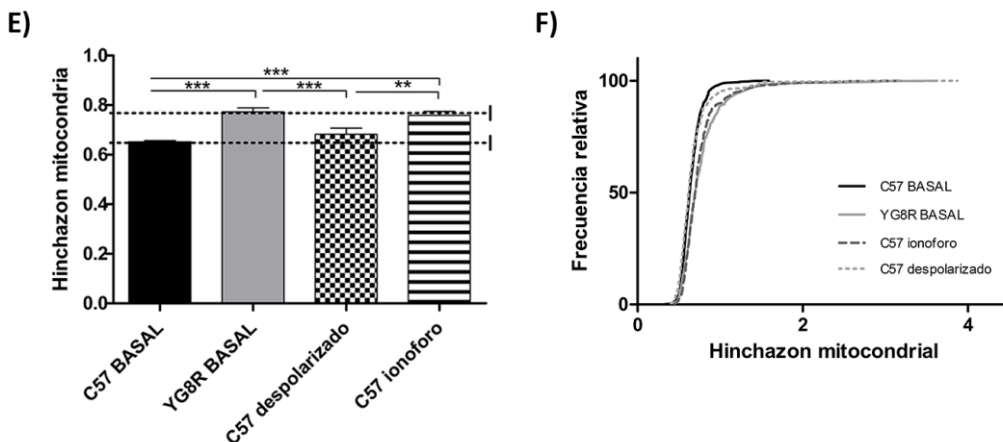 E)
Hinchazon mitocondria
1.0
0.8
0.6
0.4
0.2
0.0
***
*** *** **
C57 BASAL
YG8R BASAL
C57 despolarizado
C57 ionoforo
F)
Frecuencia relativa
100
50
0
C57 BASAL
YG8R BASAL
C57 ionoforo
C57 despolarizado
0 2 4
Hinchazon mitocondrial